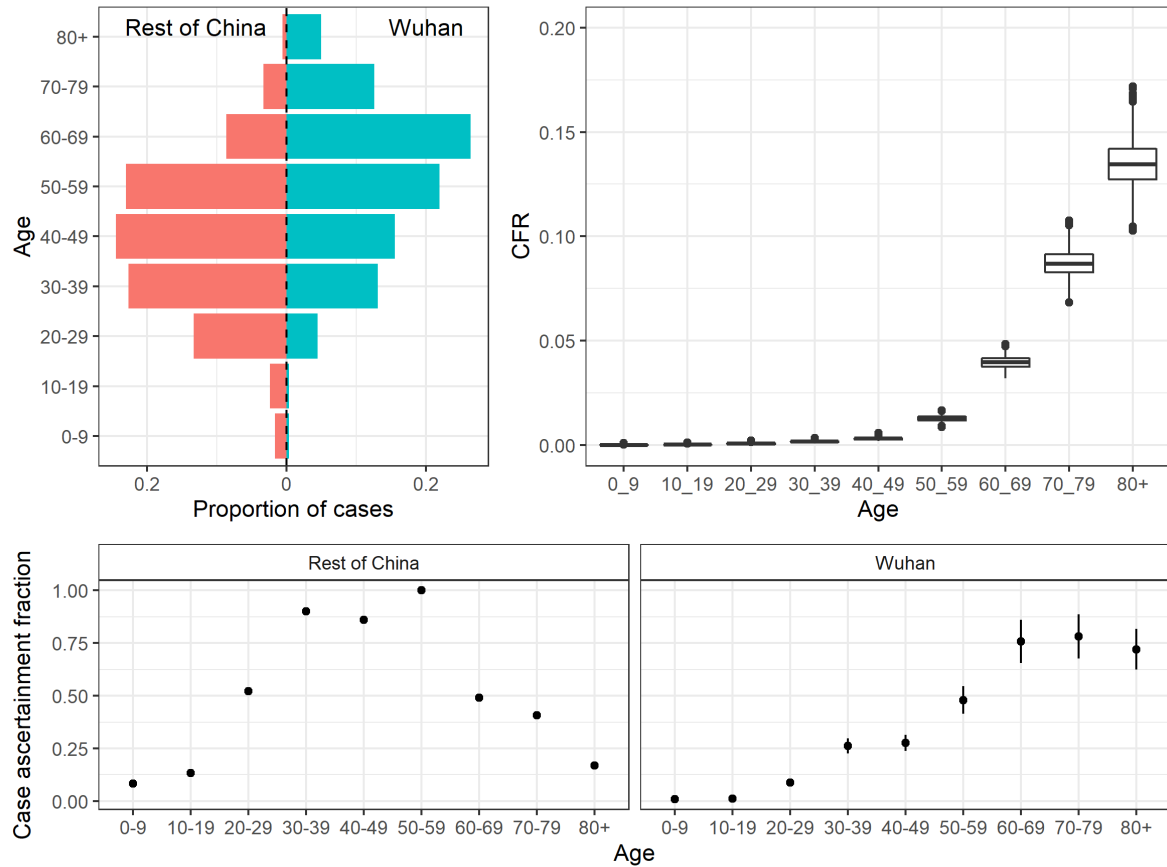 Rest of China Wuhan
80+
70-79
60-69
50-59
40-49
30-39
20-29
10-19
0-9
Age
0.2 0 0.2
Proportion of cases
0.20
0.15
0.10
0.05
0.00
CFR
0_9 10_19 20_29 30_39 40_49 50_59 60_69 70_79 80+
Age
Rest of China Wuhan
1.00
0.75
0.50
0.25
0.00
Case ascertainment fraction
0-9 10-19 20-29 30-39 40-49 50-59 60-69 70-79 80+ 0-9 10-19 20-29 30-39 40-49 50-59 60-69 70-79 80+
Age